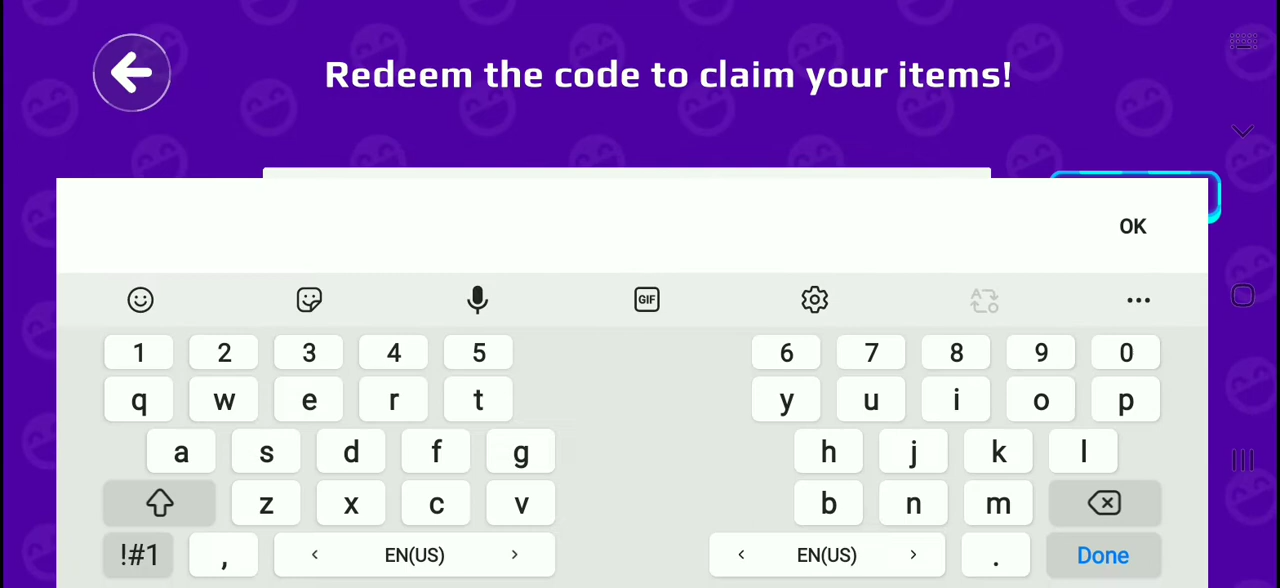 Redeem the code to claim your items!
OK
GIF
A
1 2 3 4 5 6 7 8 9 0
q w e r t y u i o p
a s d f g h j k l
z x c v b n m
!#1 , < EN(US) > < EN(US) > . Done